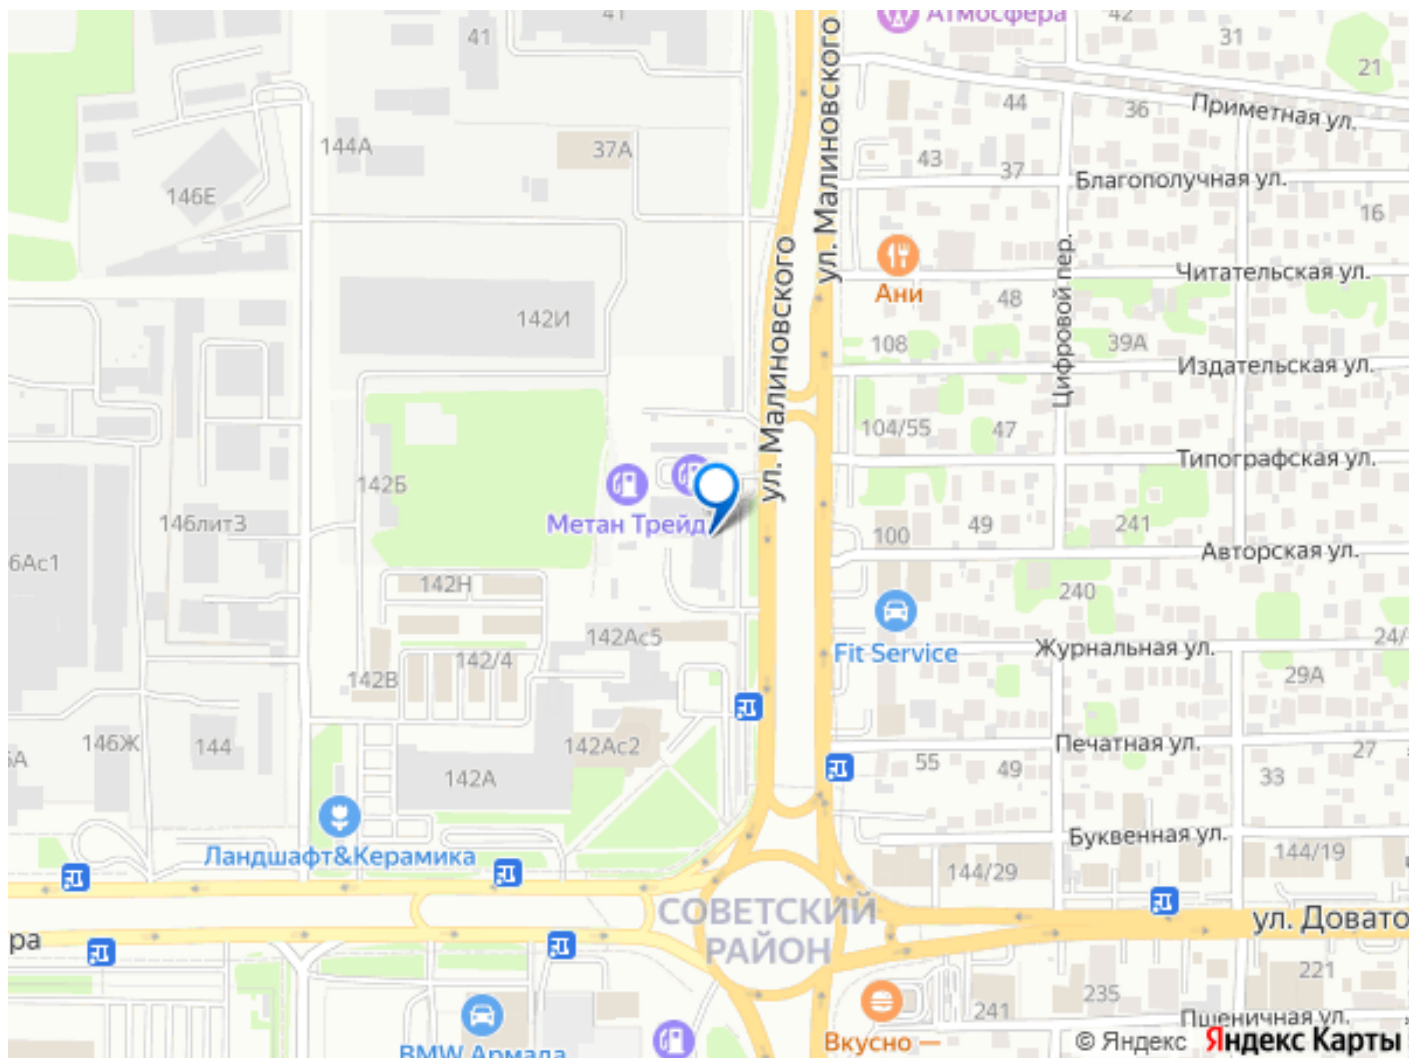 Атмосфера
41
41
42
31
21
44
36
Приметная ул.
144А
37А
43
37
Благополучная ул.
146Е
16
ул. Малиновского
ул. Малиновского
Цифровой пер.
Читательская ул.
Ани
48
142И
108
39А
Издательская ул.
104/55
47
Типографская ул.
142Б
Метан Трейд
146литЗ
100
49
241
Авторская ул.
6Ас1
142Н
240
142Ас5
Fit Service
Журнальная ул.
24/
142/4
142В
29А
146Ж
144
142Ас2
Печатная ул.
27
55
49
33
142А
Буквенная ул.
Ландшафт&Керамика
144/29
144/19
СОВЕТСКИЙ
РАЙОН
ул. Довато
ра
221
235
241
Пшеничная ул.
BMW Армада
Вкусно —
© Яндекс Яндекс Карты